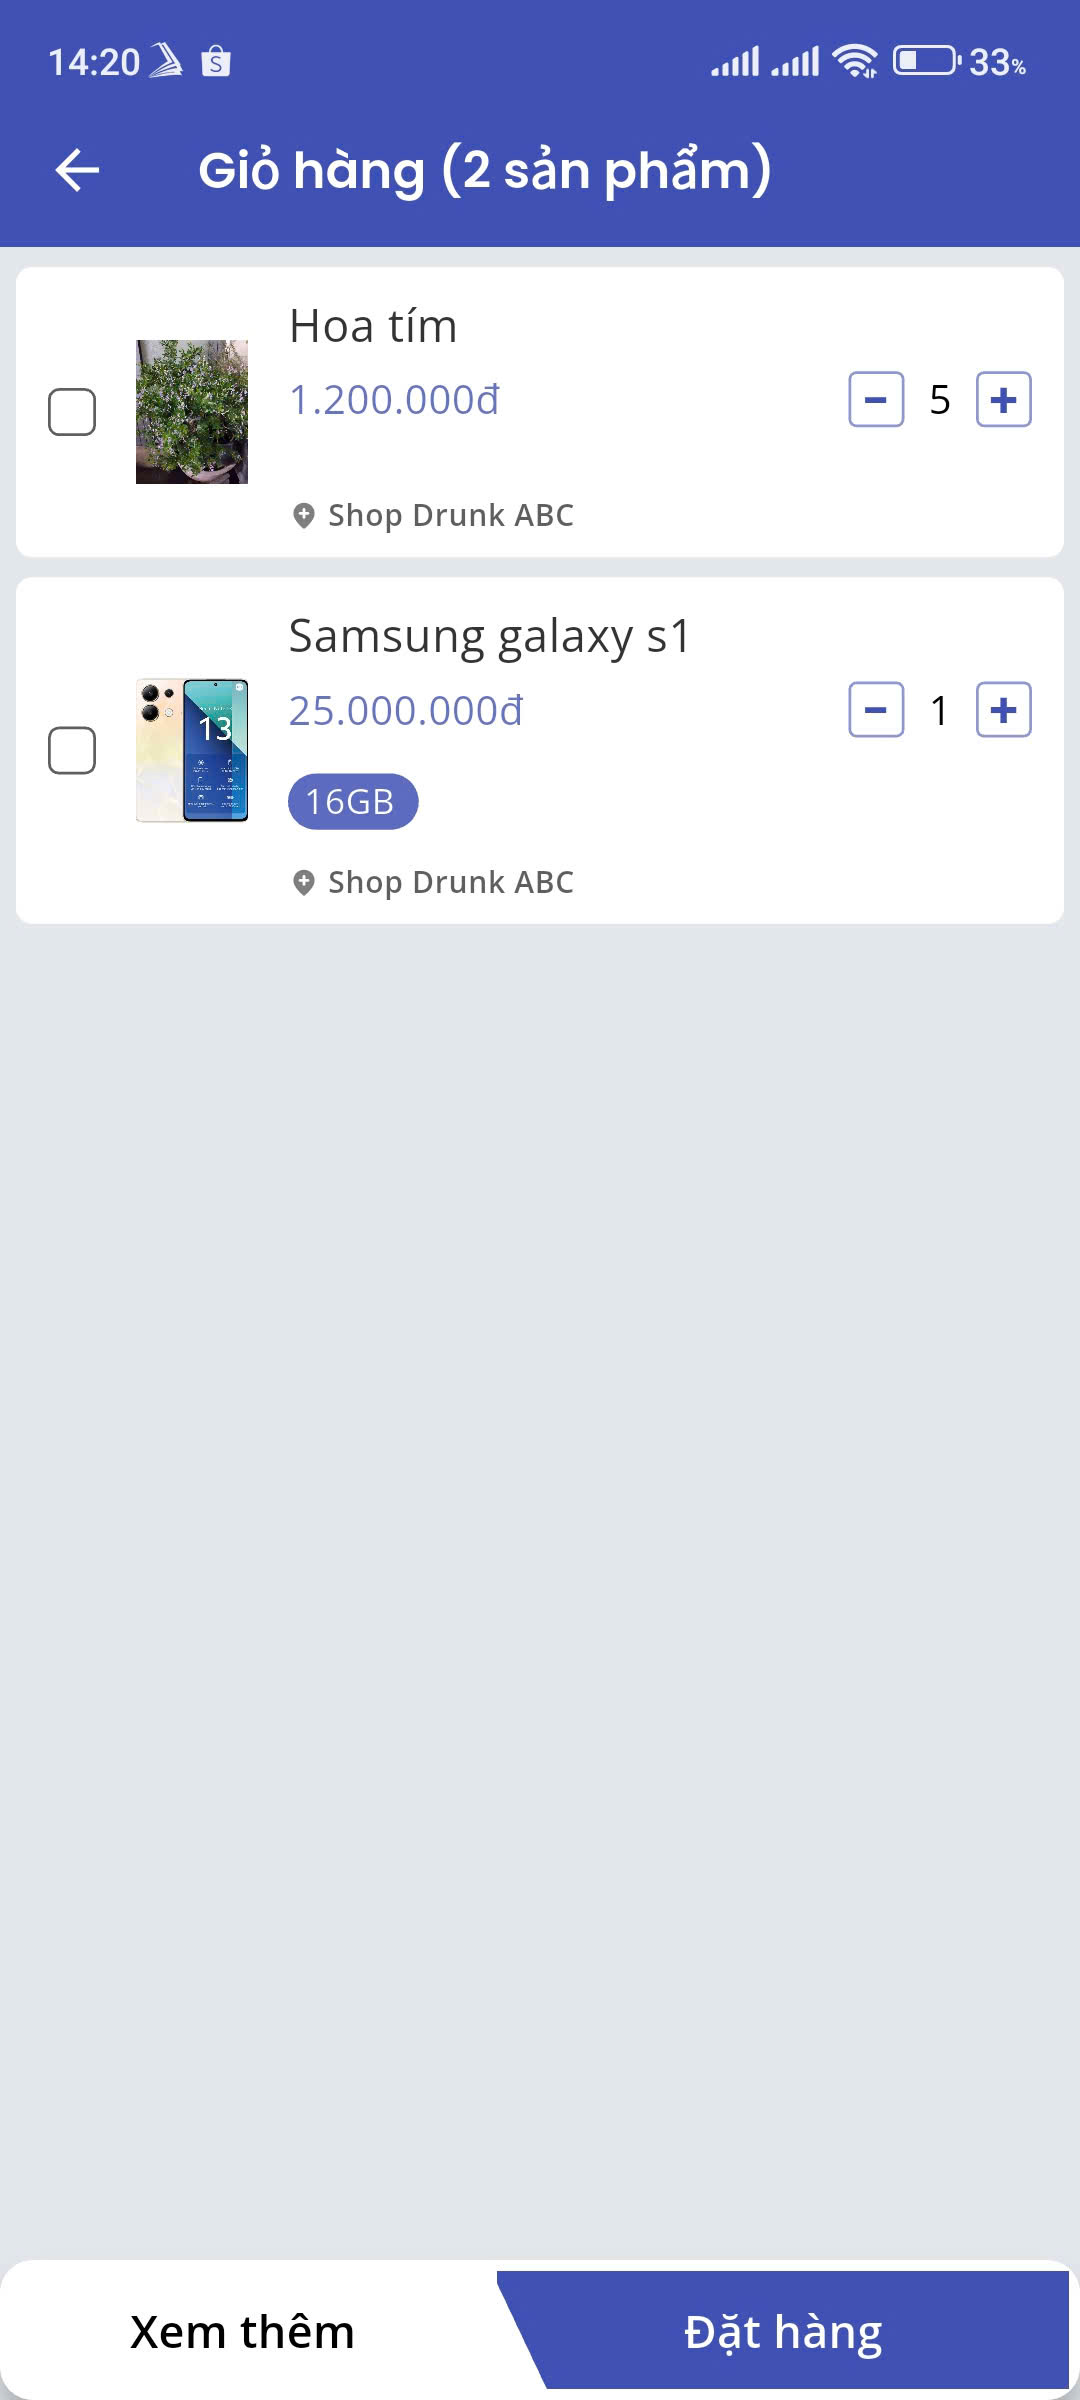 14:20 33%
Giỏ hàng (2 sản phẩm)
Hoa tím
1.200.000đ
- 5 +
Shop Drunk ABC
Samsung galaxy s1
25.000.000đ
- 1 +
13
16GB
Shop Drunk ABC
Xem thêm
Đặt hàng